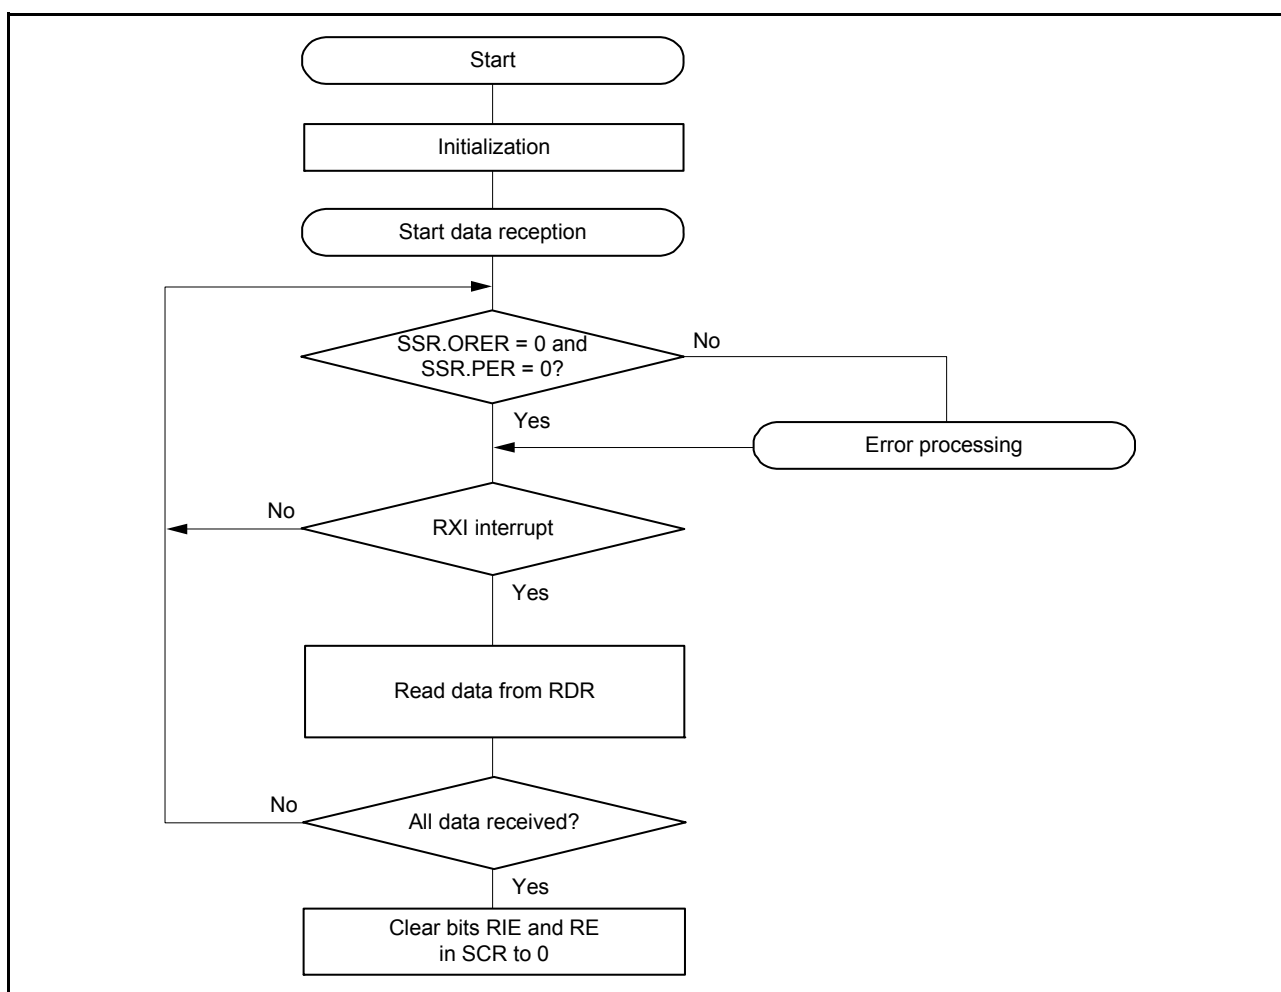 Start
Initialization
Start data reception
SSR.ORER = 0 and
SSR.PER = 0?
No
Yes
Error processing
No
RXI interrupt
Yes
Read data from RDR
No
All data received?
Yes
Clear bits RIE and RE
in SCR to 0